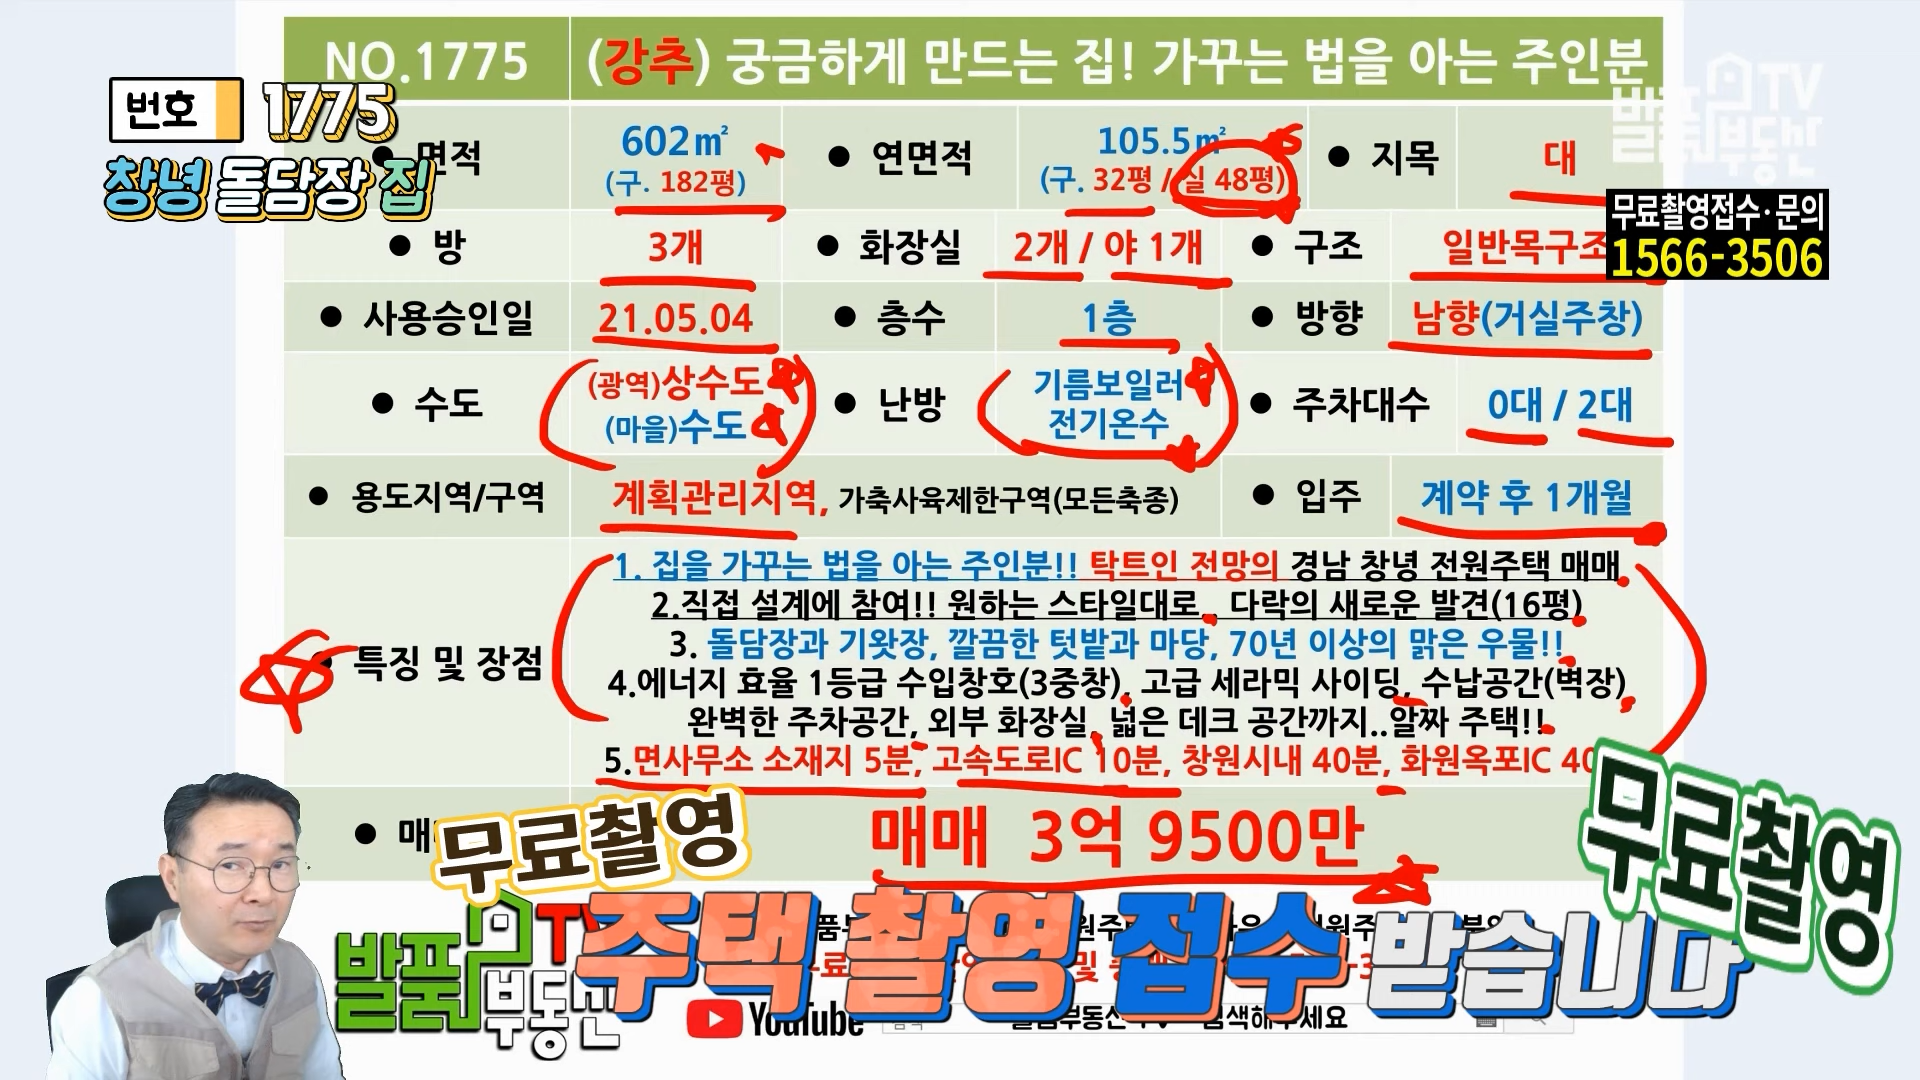 NO.1775 (강추) 궁금하게 만드는 집! 가꾸는 법을 아는 주인분
번호 1775
창녕 돌담장 집
발품부동산TV
● 면적 602㎡ (구. 182평) ● 연면적 105.5㎡ (구. 32평 / 실 48평) ● 지목 대
무료촬영접수·문의
1566-3506
● 방 3개 ● 화장실 2개 / 야 1개 ● 구조 일반목구조
● 사용승인일 21.05.04 ● 층수 1층 ● 방향 남향(거실주창)
● 수도 (광역)상수도 (마을)수도 ● 난방 기름보일러 전기온수 ● 주차대수 0대 / 2대
● 용도지역/구역 계획관리지역, 가축사육제한구역(모든축종) ● 입주 계약 후 1개월
● 특징 및 장점
1. 집을 가꾸는 법을 아는 주인분!! 탁트인 전망의 경남 창녕 전원주택 매매
2.직접 설계에 참여!! 원하는 스타일대로.. 다락의 새로운 발견(16평)
3. 돌담장과 기왓장, 깔끔한 텃밭과 마당, 70년 이상의 맑은 우물!!
4.에너지 효율 1등급 수입창호(3중창), 고급 세라믹 사이딩, 수납공간(벽장)
완벽한 주차공간, 외부 화장실, 넓은 데크 공간까지..알짜 주택!!
5.면사무소 소재지 5분, 고속도로IC 10분, 창원시내 40분, 화원옥포IC 40
매매 3억 9500만
무료촬영
무료촬영
주택 촬영 접수 받습니다
발품부동산TV
YouTube